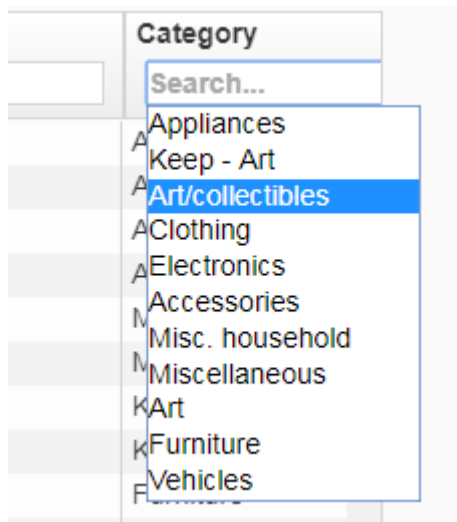 Category
Search...
Appliances
Keep - Art
Art/collectibles
Clothing
Electronics
Accessories
Misc. household
Miscellaneous
Art
Furniture
Vehicles